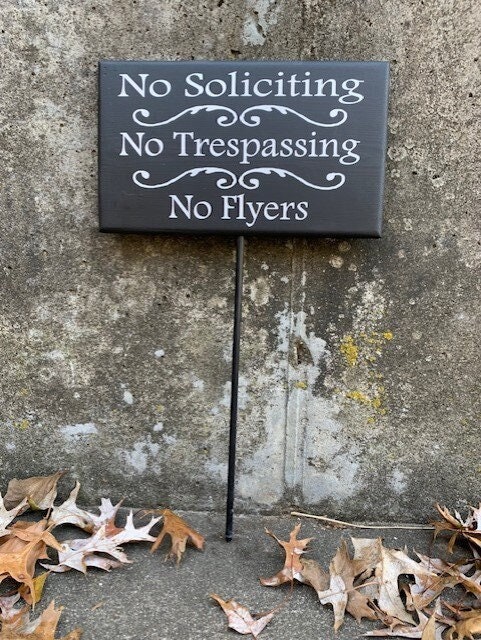 No Soliciting
No Trespassing
No Flyers